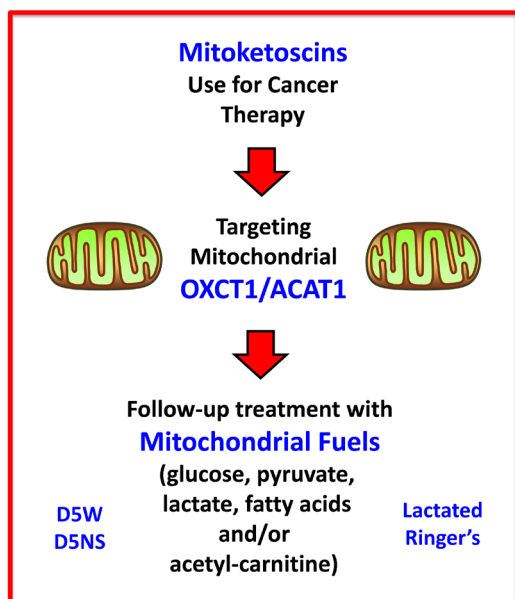 Mitoketoscins
Use for Cancer
Therapy
Targeting
Mitochondrial
OXCT1/ACAT1
Follow-up treatment with
Mitochondrial Fuels
(glucose, pyruvate,
lactate, fatty acids
and/or
acetyl-carnitine)
D5W
D5NS
Lactated
Ringer's